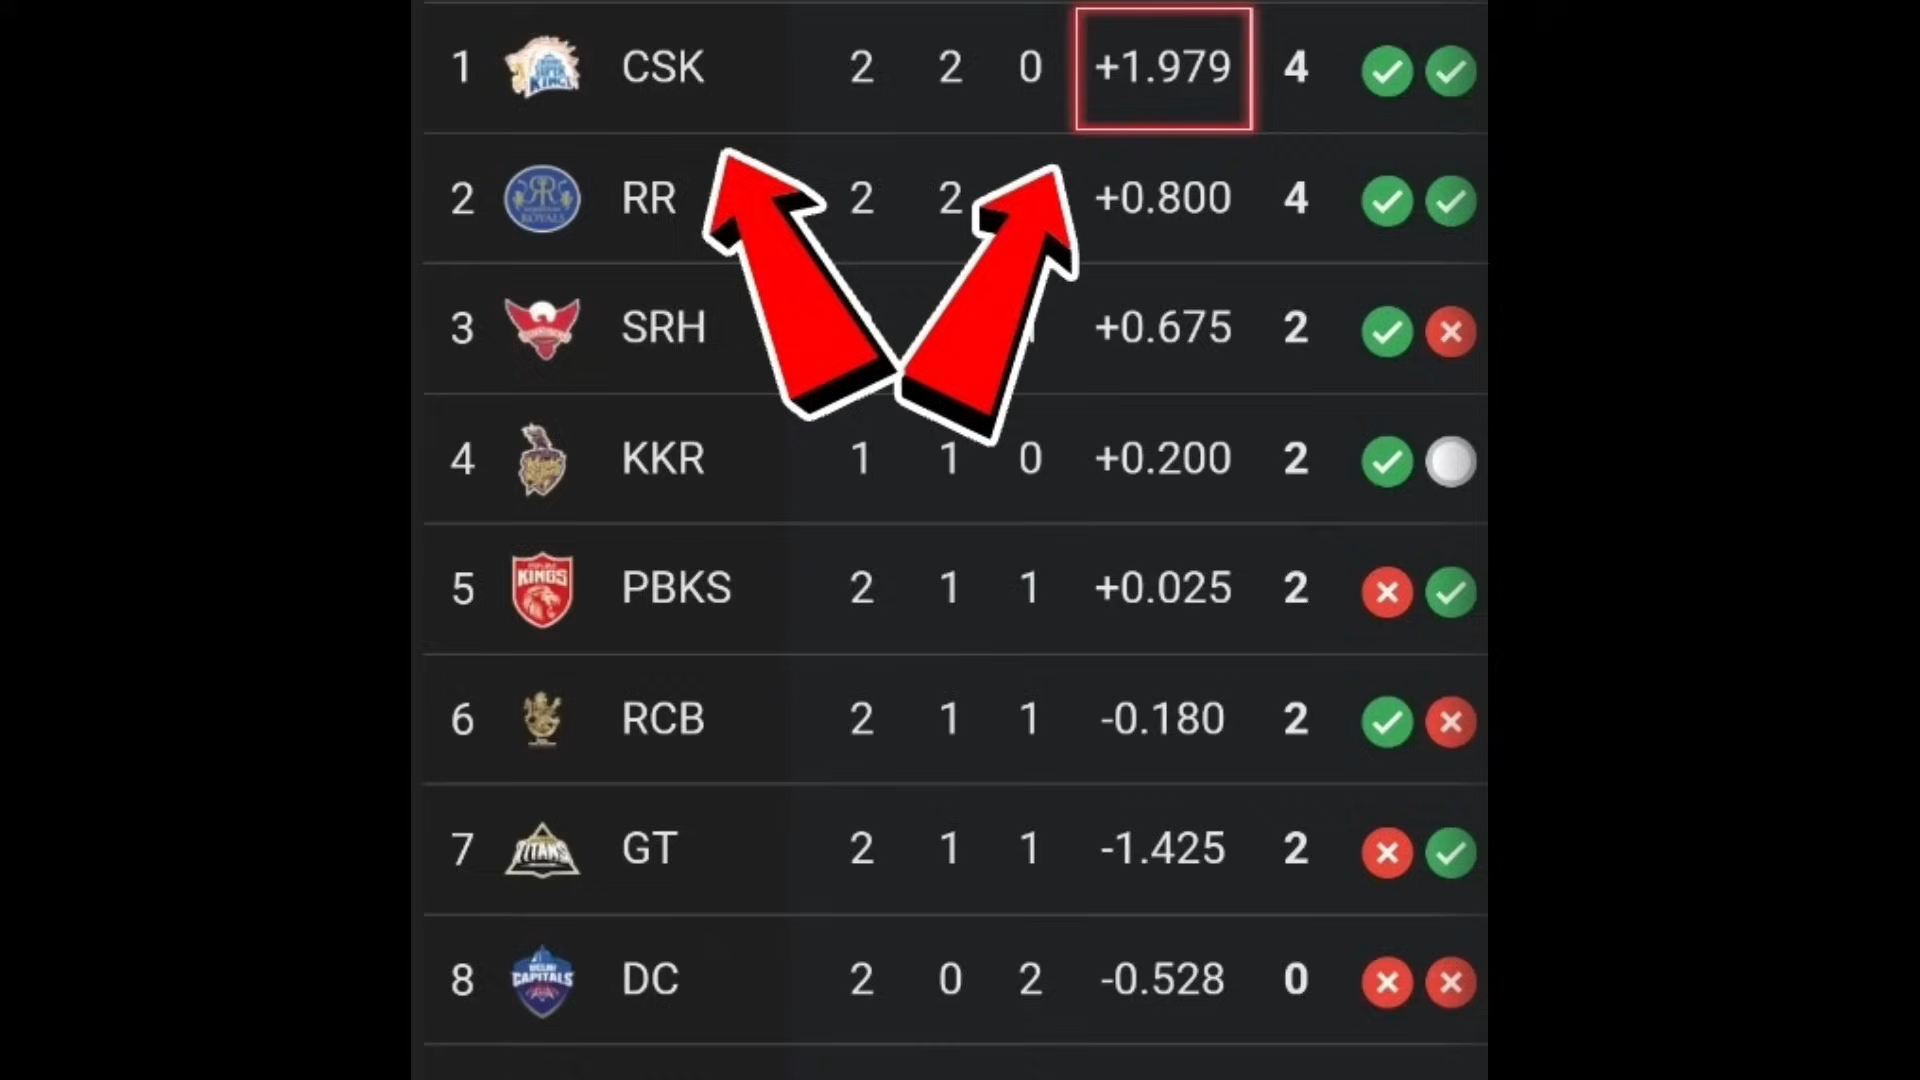 1 CSK 2 2 0 +1.979 4
2 RR 2 2 +0.800 4
3 SRH +0.675 2
4 KKR 1 1 0 +0.200 2
5 KINGS PBKS 2 1 1 +0.025 2
6 RCB 2 1 1 -0.180 2
7 TITANS GT 2 1 1 -1.425 2
8 CAPITALS DC 2 0 2 -0.528 0